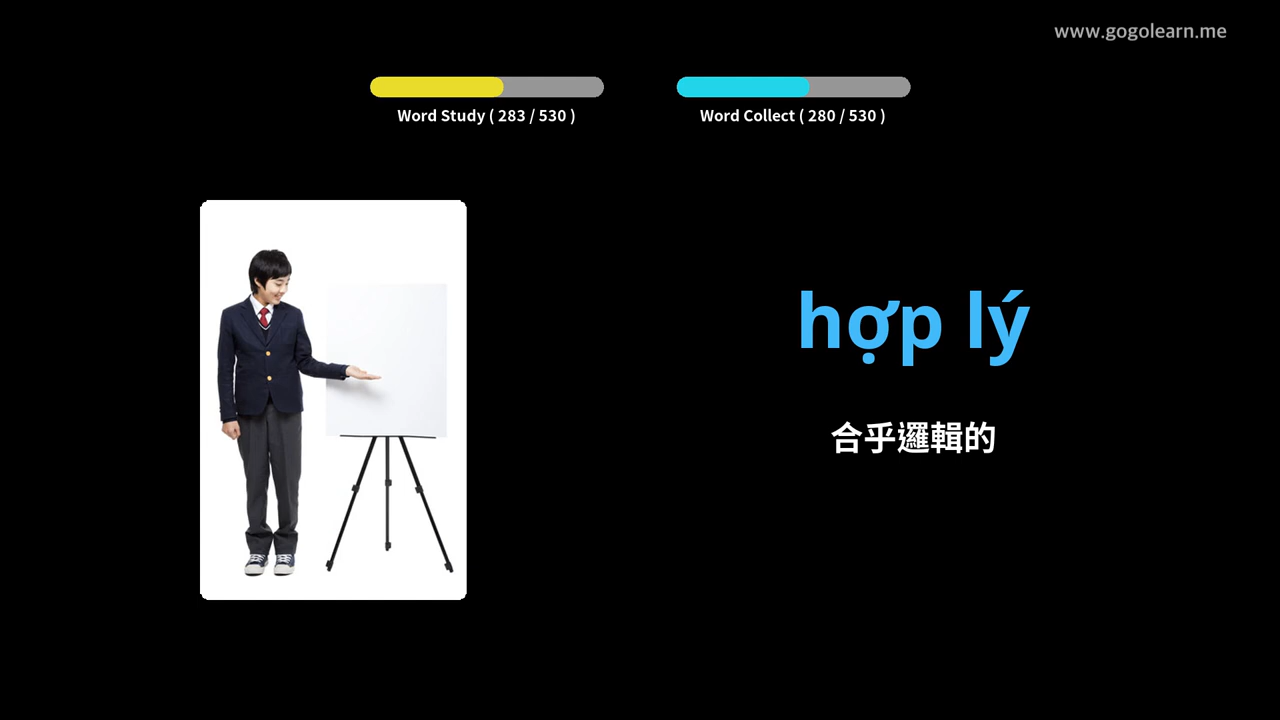 www.gogolearn.me
Word Study ( 283 / 530 )
Word Collect ( 280 / 530 )
hợp lý
合乎邏輯的